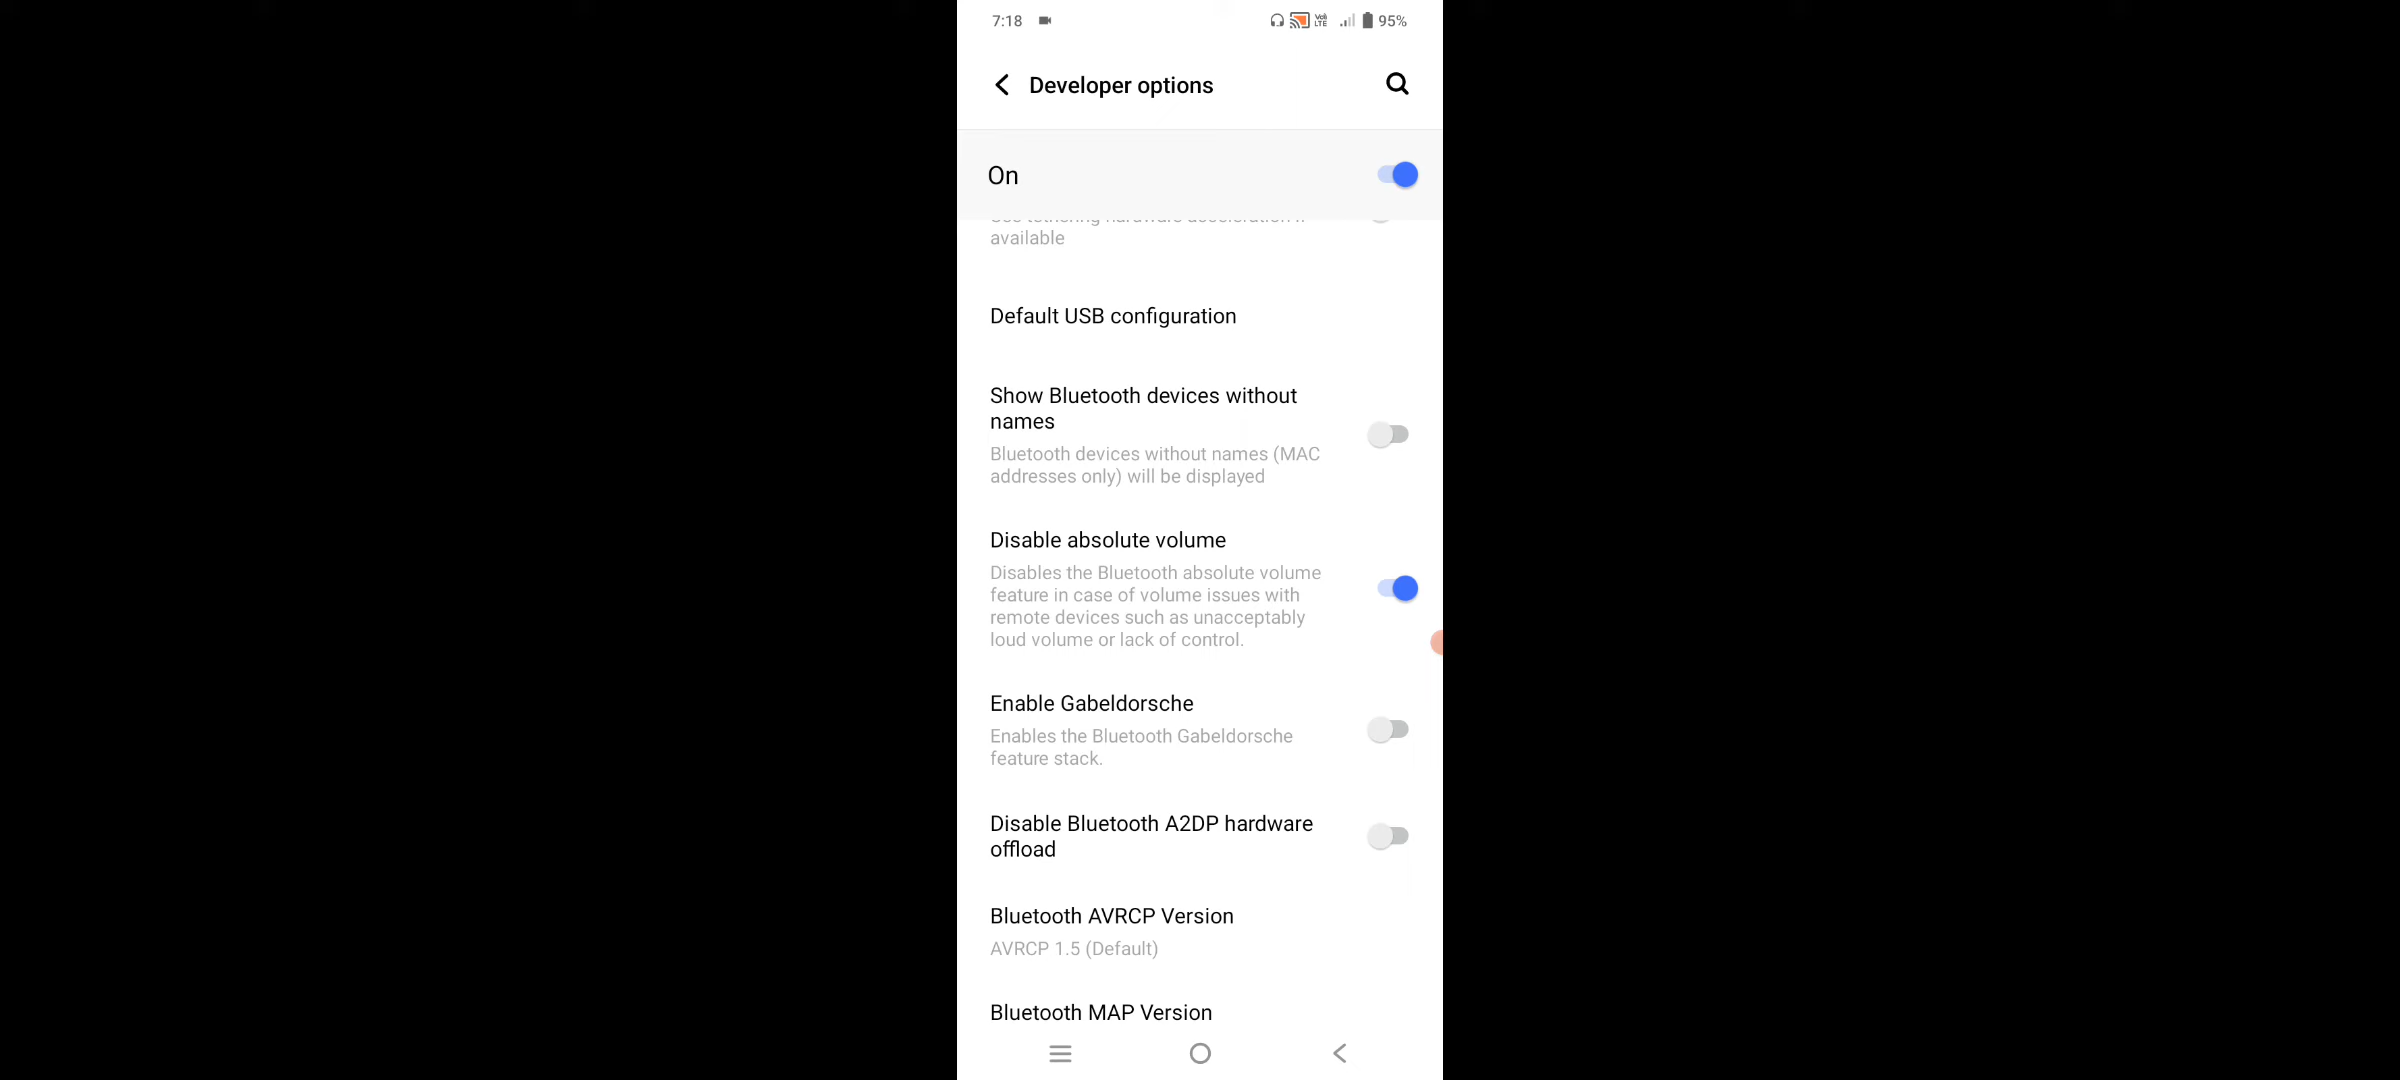 7:18
Vo)) LTE
95%
Developer options
On
available
Default USB configuration
Show Bluetooth devices without
names
Bluetooth devices without names (MAC
addresses only) will be displayed
Disable absolute volume
Disables the Bluetooth absolute volume
feature in case of volume issues with
remote devices such as unacceptably
loud volume or lack of control.
Enable Gabeldorsche
Enables the Bluetooth Gabeldorsche
feature stack.
Disable Bluetooth A2DP hardware
offload
Bluetooth AVRCP Version
AVRCP 1.5 (Default)
Bluetooth MAP Version